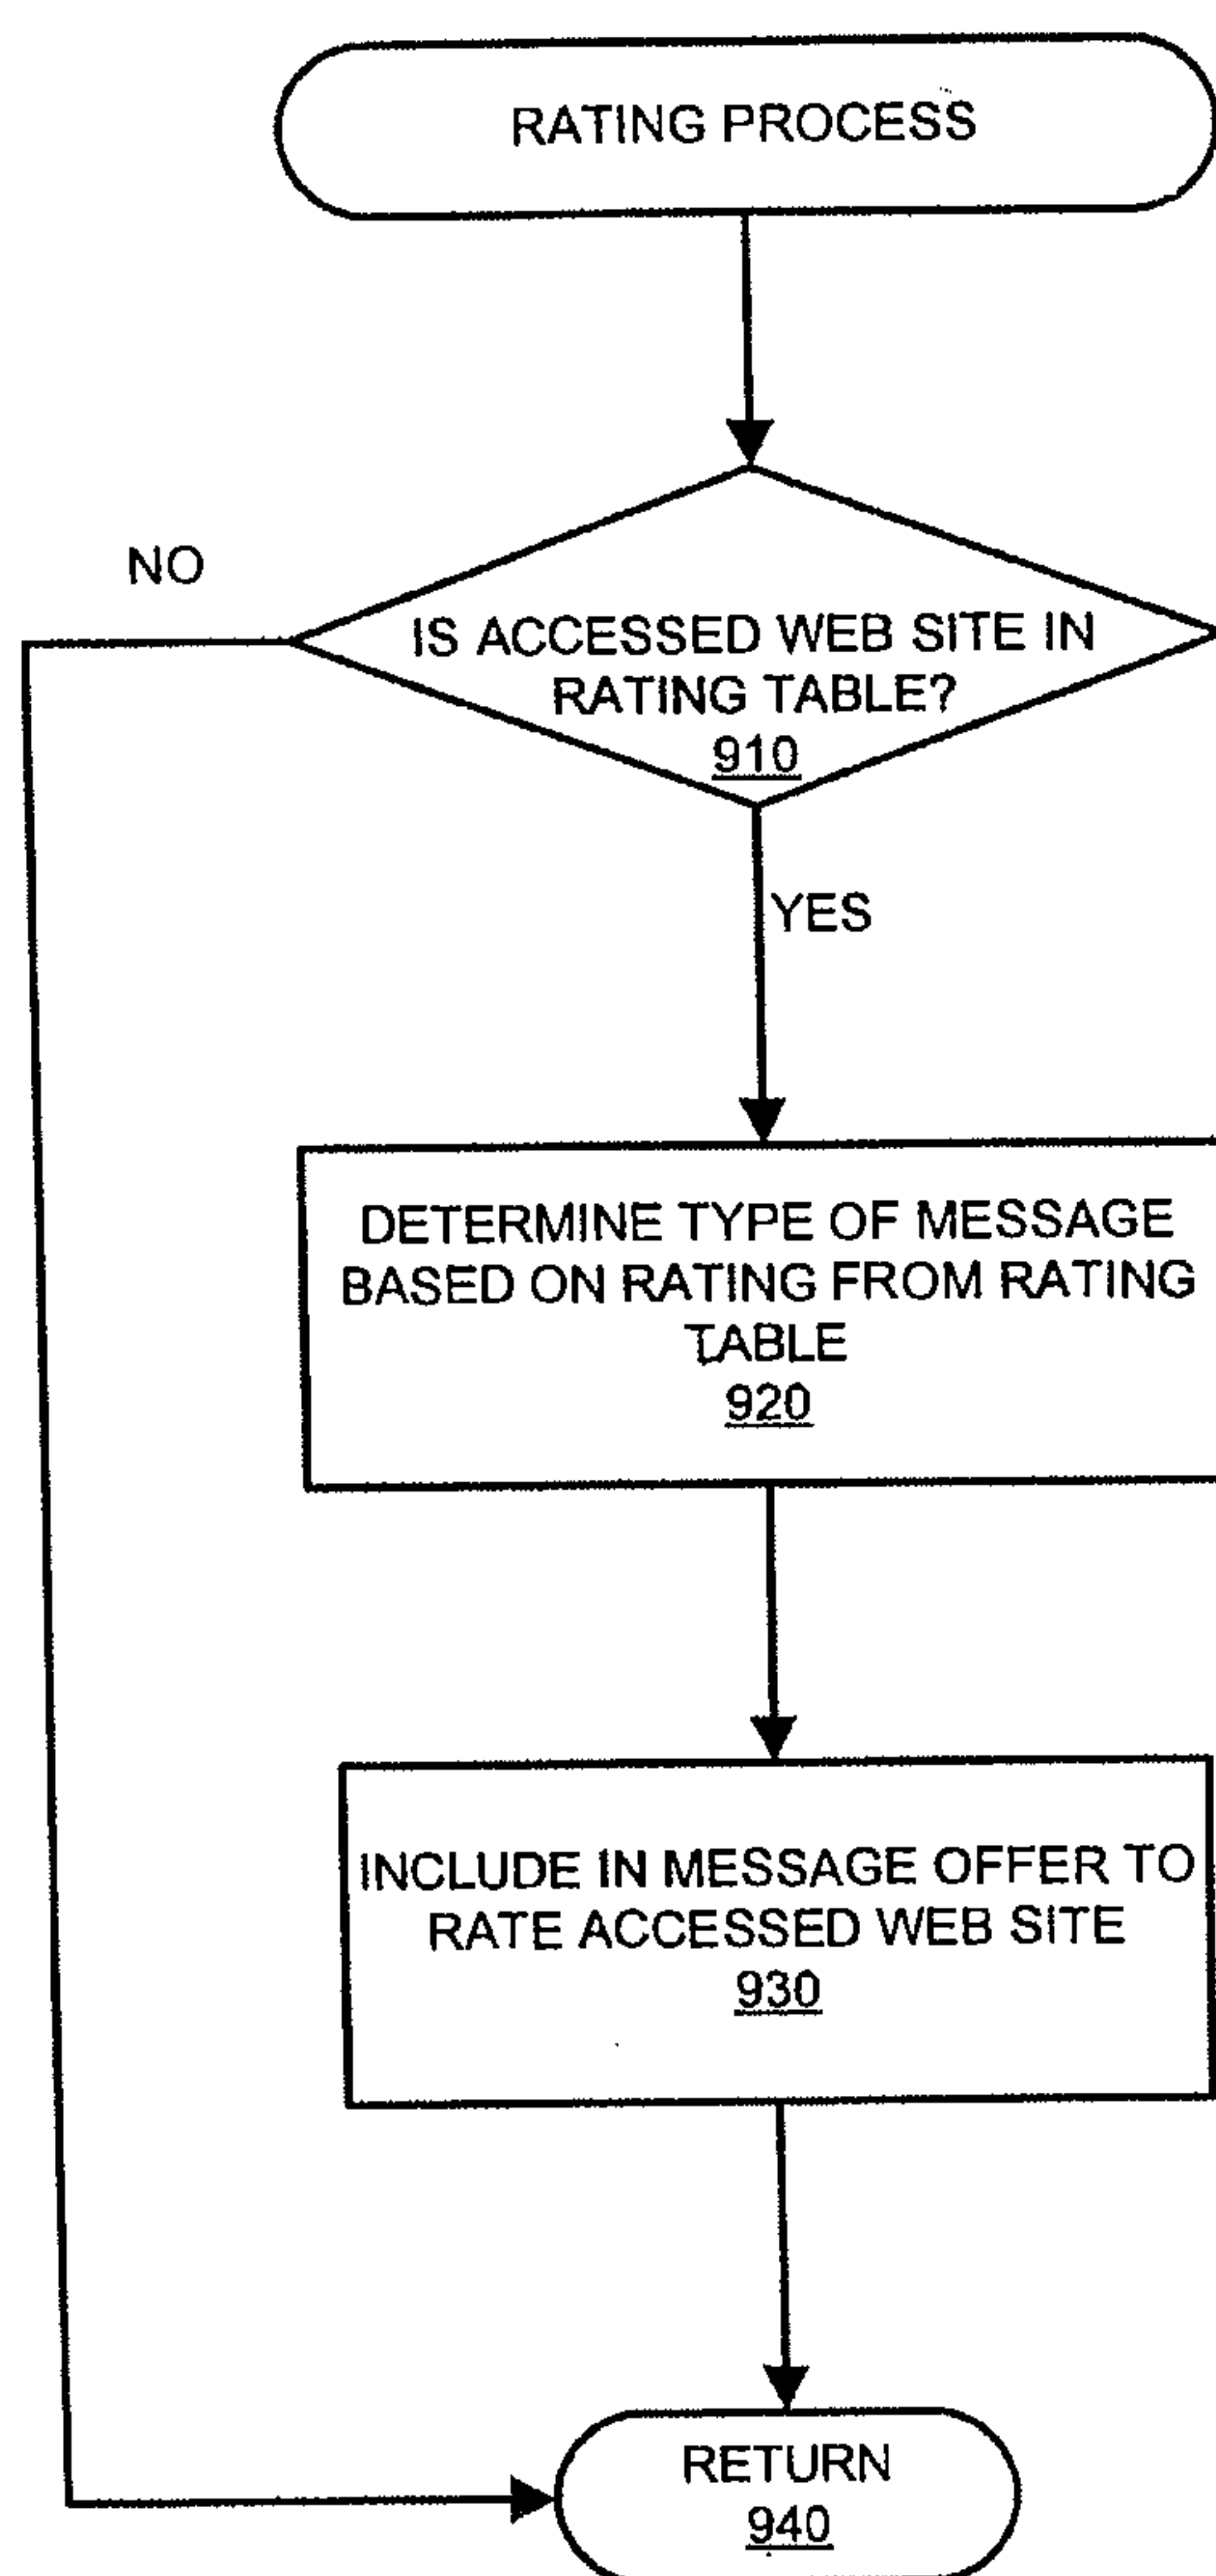 RATING PROCESS
NO
IS ACCESSED WEB SITE IN
RATING TABLE?
910
YES
DETERMINE TYPE OF MESSAGE
BASED ON RATING FROM RATING
TABLE
920
INCLUDE IN MESSAGE OFFER TO
RATE ACCESSED WEB SITE
930
RETURN
940